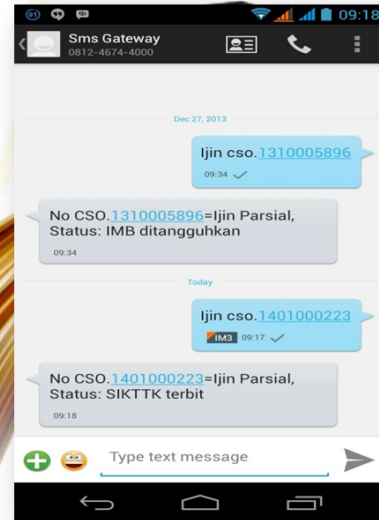 91
09:18
Sms Gateway
0812-4674-4000
Dec 27, 2013
Ijin cso.1310005896
09:34
No CSO.1310005896=Ijin Parsial,
Status: IMB ditangguhkan
09:34
Today
Ijin cso.1401000223
IM3 09:17
No CSO.1401000223=Ijin Parsial,
Status: SIKTTK terbit
09:18
Type text message